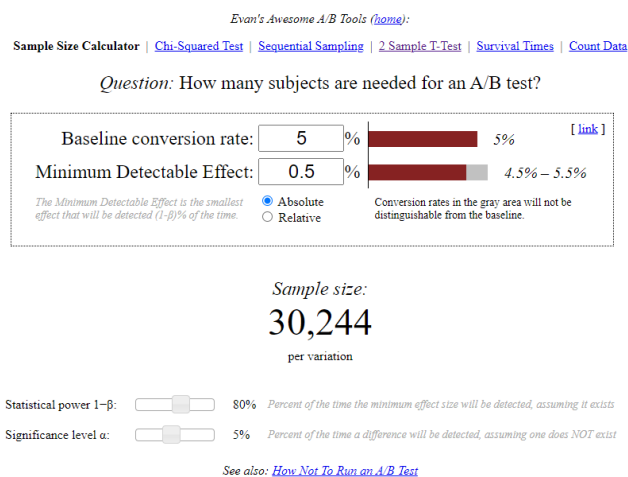 Evan's Awesome A/B Tools (home):
Sample Size Calculator | Chi-Squared Test | Sequential Sampling | 2 Sample T-Test | Survival Times | Count Data
Question: How many subjects are needed for an A/B test?
[ link ]
Baseline conversion rate: 5 % 5%
Minimum Detectable Effect: 0.5 % 4.5% – 5.5%
The Minimum Detectable Effect is the smallest
effect that will be detected (1-β)% of the time.
Absolute
Relative
Conversion rates in the gray area will not be
distinguishable from the baseline.
Sample size:
30,244
per variation
Statistical power 1−β: 80% Percent of the time the minimum effect size will be detected, assuming it exists
Significance level α: 5% Percent of the time a difference will be detected, assuming one does NOT exist
See also: How Not To Run an A/B Test